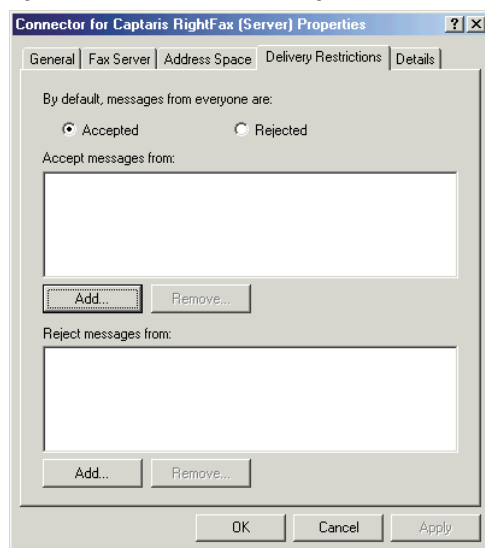 Connector for Captaris RightFax (Server) Properties ? ×
General Fax Server Address Space Delivery Restrictions Details
By default, messages from everyone are:
Accepted Rejected
Accept messages from:
Add... Remove...
Reject messages from:
Add... Remove...
OK Cancel Apply